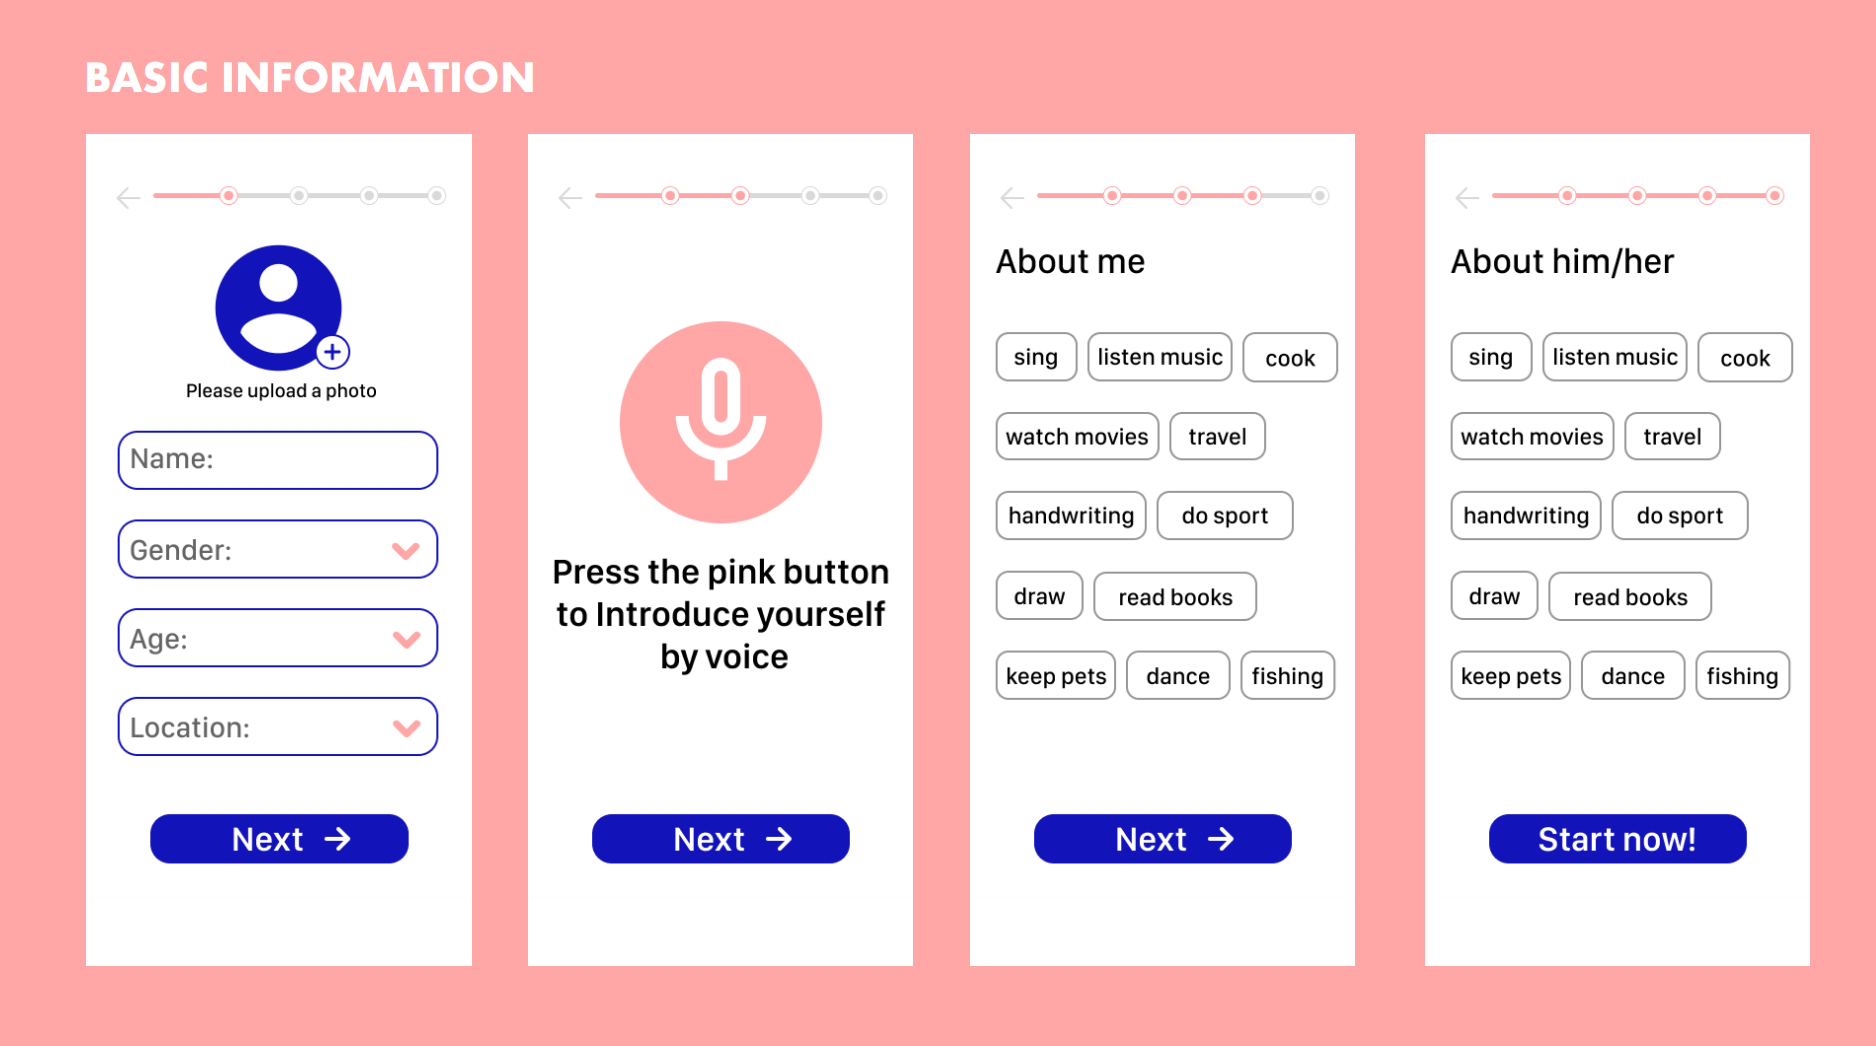 BASIC INFORMATION
Please upload a photo
Name:
Gender:
Age:
Location:
Next
Press the pink button
to Introduce yourself
by voice
Next
About me
sing listen music cook
watch movies travel
handwriting do sport
draw read books
keep pets dance fishing
Next
About him/her
sing listen music cook
watch movies travel
handwriting do sport
draw read books
keep pets dance fishing
Start now!